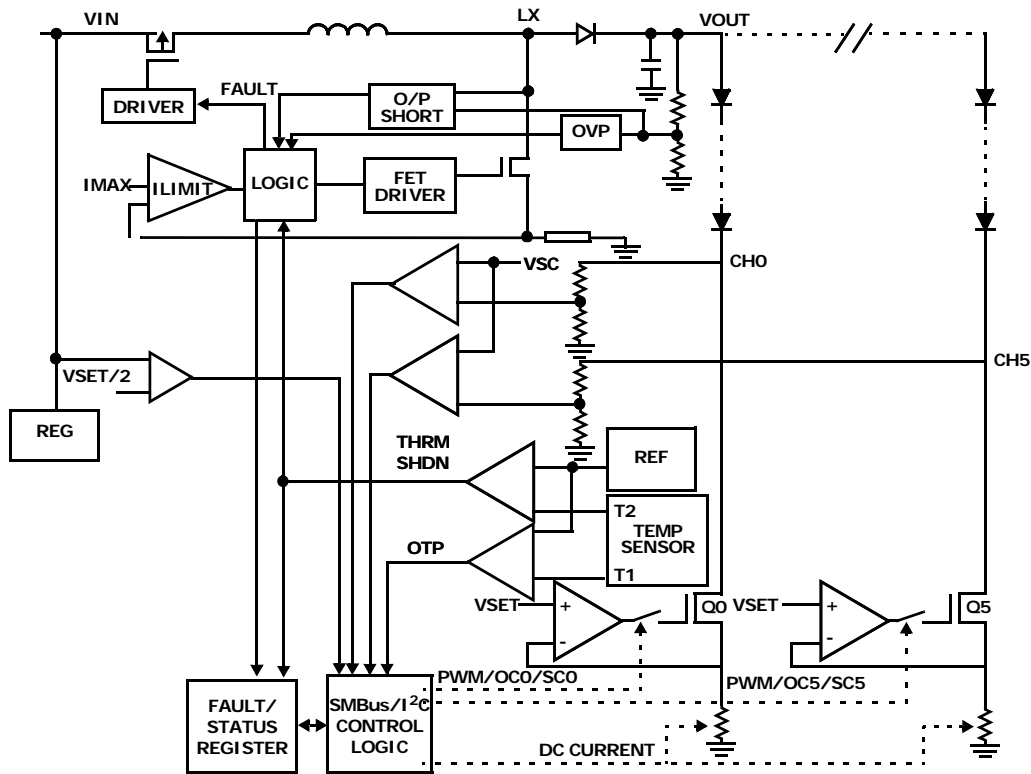 VIN
LX
VOUT
FAULT
DRIVER
O/P
SHORT
OVP
IMAX
ILIMIT
LOGIC
FET
DRIVER
VSC
CH0
CH5
VSET/2
REG
THRM
SHDN
REF
T2
TEMP
SENSOR
T1
OTP
VSET
+
-
Q0
VSET
+
-
Q5
PWM/OC0/SC0
PWM/OC5/SC5
FAULT/
STATUS
REGISTER
SMBus/I²C
CONTROL
LOGIC
DC CURRENT